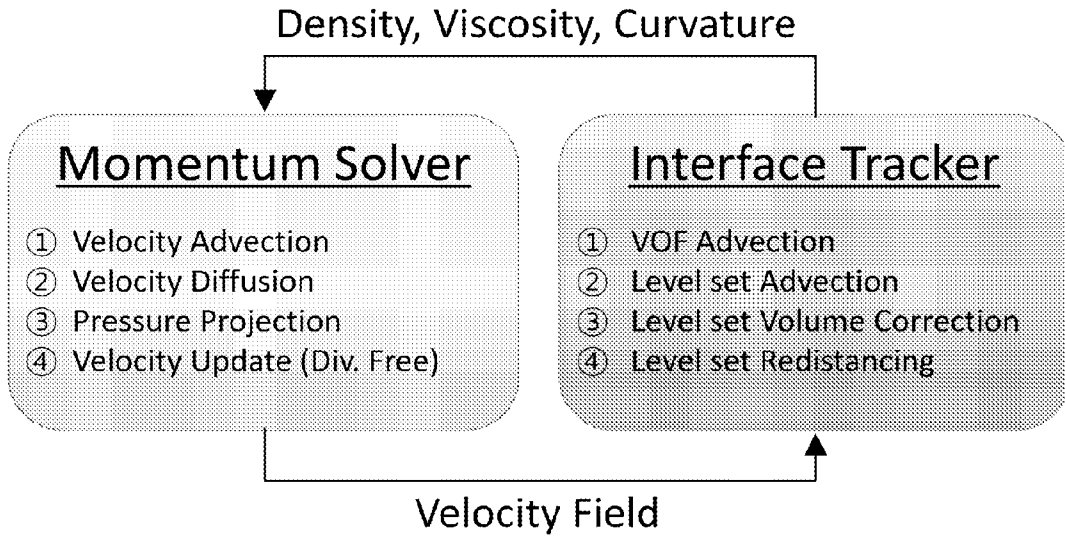 Density, Viscosity, Curvature
Momentum Solver
① Velocity Advection
② Velocity Diffusion
③ Pressure Projection
④ Velocity Update (Div. Free)
Interface Tracker
① VOF Advection
② Level set Advection
③ Level set Volume Correction
④ Level set Redistancing
Velocity Field